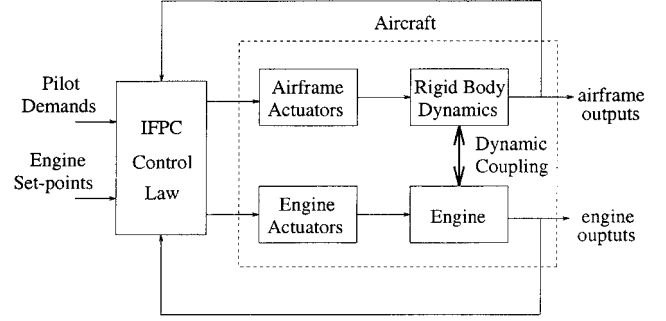 Aircraft
Pilot
Demands
Engine
Set-points
IFPC
Control
Law
Airframe
Actuators
Rigid Body
Dynamics
airframe
outputs
Dynamic
Coupling
Engine
Actuators
Engine
engine
ouptuts